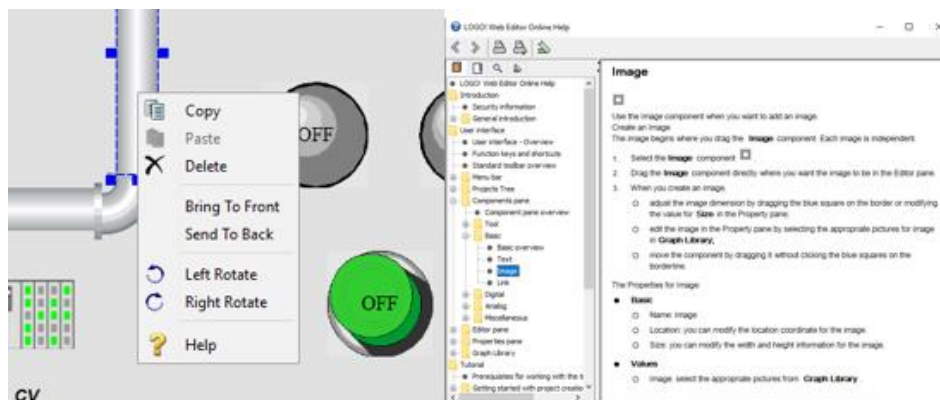 Copy
Paste
Delete
Bring To Front
Send To Back
Left Rotate
Right Rotate
Help
OFF
OFF
CV
LOGO! Web Editor Online Help
LOGO! Web Editor Online Help
Introduction
Security information
General introduction
User interface
User interface - Overview
Function keys and shortcuts
Standard toolbar overview
Menu bar
Projects Tree
Components pane
Component pane overview
Tool
Basic
Basic overview
Text
Image
Link
Digital
Analog
Miscellaneous
Editor pane
Properties pane
Graph Library
Tutorial
Prerequisites for working with the t
Getting started with project creatio
Image
Use the image component when you want to add an image.
Create an Image
The image begins where you drag the Image component. Each image is independent.
1. Select the Image component
2. Drag the Image component directly where you want the image to be in the Editor pane.
3. When you create an image
adjust the image dimension by dragging the blue square on the border or modifying
the value for Size in the Property pane.
edit the image in the Property pane by selecting the appropriate pictures for image
in Graph Library;
move the component by dragging it without clicking the blue squares on the
borderline.
The Properties for Image:
Basic
Name: Image
Location: you can modify the location coordinate for the image.
Size: you can modify the width and height information for the image.
Values
Image: select the appropriate pictures from Graph Library